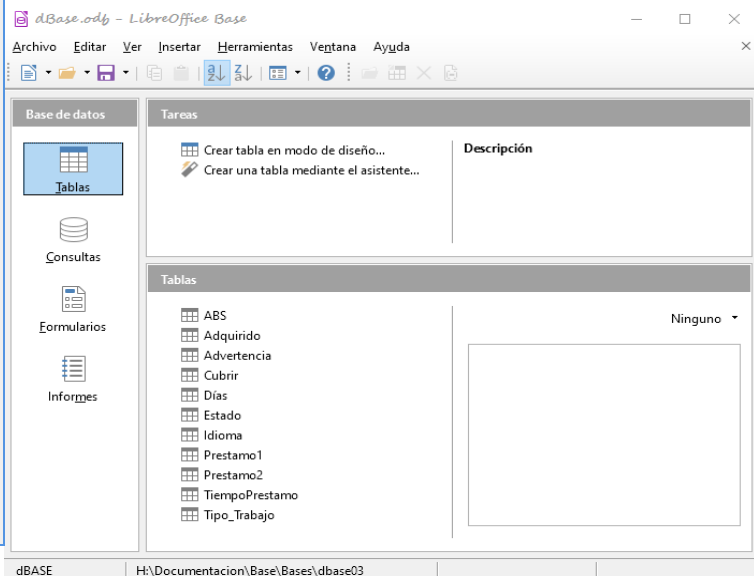 dBase.odb - LibreOffice Base
Archivo Editar Ver Insertar Herramientas Ventana Ayuda
Base de datos
Tablas
Consultas
Formularios
Informes
Tareas
Crear tabla en modo de diseño...
Crear una tabla mediante el asistente...
Descripción
Tablas
ABS
Adquirido
Advertencia
Cubrir
Días
Estado
Idioma
Prestamo1
Prestamo2
TiempoPrestamo
Tipo_Trabajo
Ninguno
dBASE H:\Documentacion\Base\Bases\dbase03